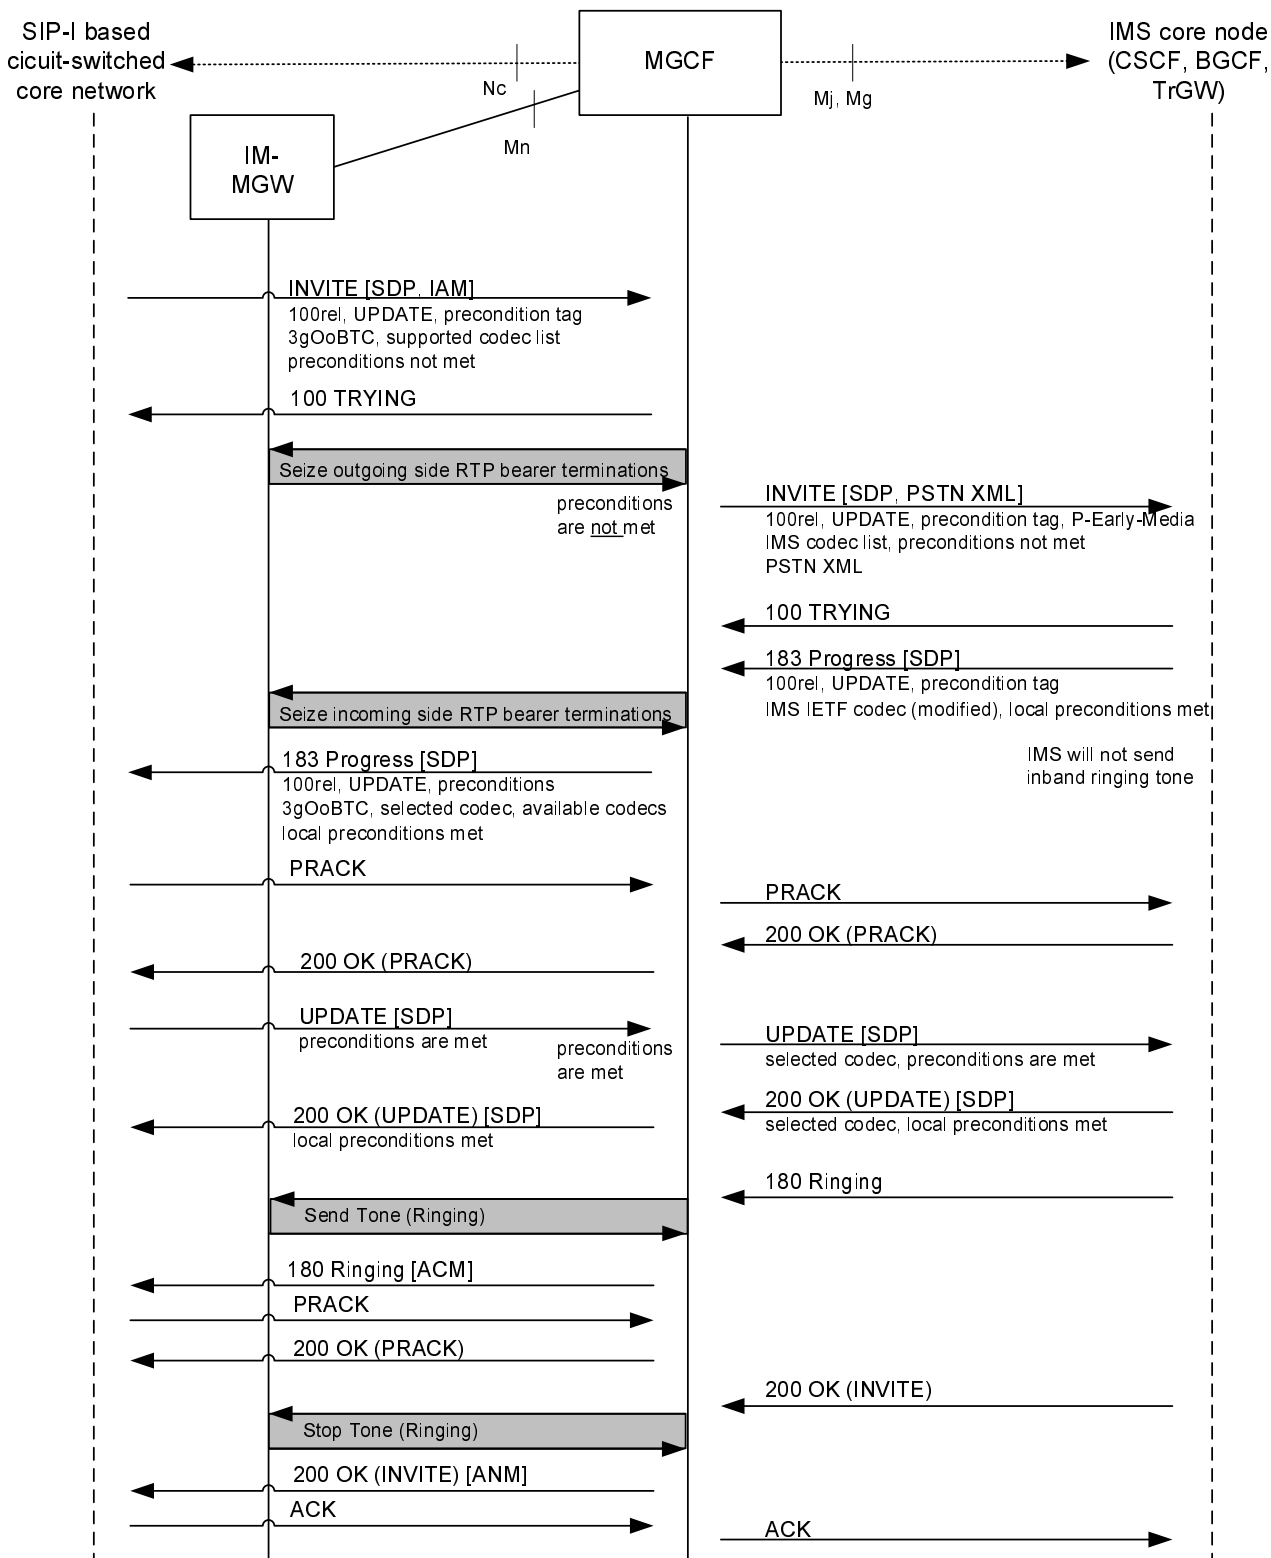 SIP-I based
cicuit-switched
core network
MGCF
IMS core node
(CSCF, BGCF,
TrGW)
Nc
Mj, Mg
Mn
IM-
MGW
INVITE [SDP, IAM]
100rel, UPDATE, precondition tag
3gOoBTC, supported codec list
preconditions not met
100 TRYING
Seize outgoing side RTP bearer terminations
preconditions
are not met
INVITE [SDP, PSTN XML]
100rel, UPDATE, precondition tag, P-Early-Media
IMS codec list, preconditions not met
PSTN XML
100 TRYING
183 Progress [SDP]
100rel, UPDATE, precondition tag
IMS IETF codec (modified), local preconditions met
Seize incoming side RTP bearer terminations
IMS will not send
inband ringing tone
183 Progress [SDP]
100rel, UPDATE, preconditions
3gOoBTC, selected codec, available codecs
local preconditions met
PRACK
PRACK
200 OK (PRACK)
200 OK (PRACK)
UPDATE [SDP]
preconditions are met
preconditions
are met
UPDATE [SDP]
selected codec, preconditions are met
200 OK (UPDATE) [SDP]
selected codec, local preconditions met
200 OK (UPDATE) [SDP]
local preconditions met
180 Ringing
Send Tone (Ringing)
180 Ringing [ACM]
PRACK
200 OK (PRACK)
200 OK (INVITE)
Stop Tone (Ringing)
200 OK (INVITE) [ANM]
ACK
ACK